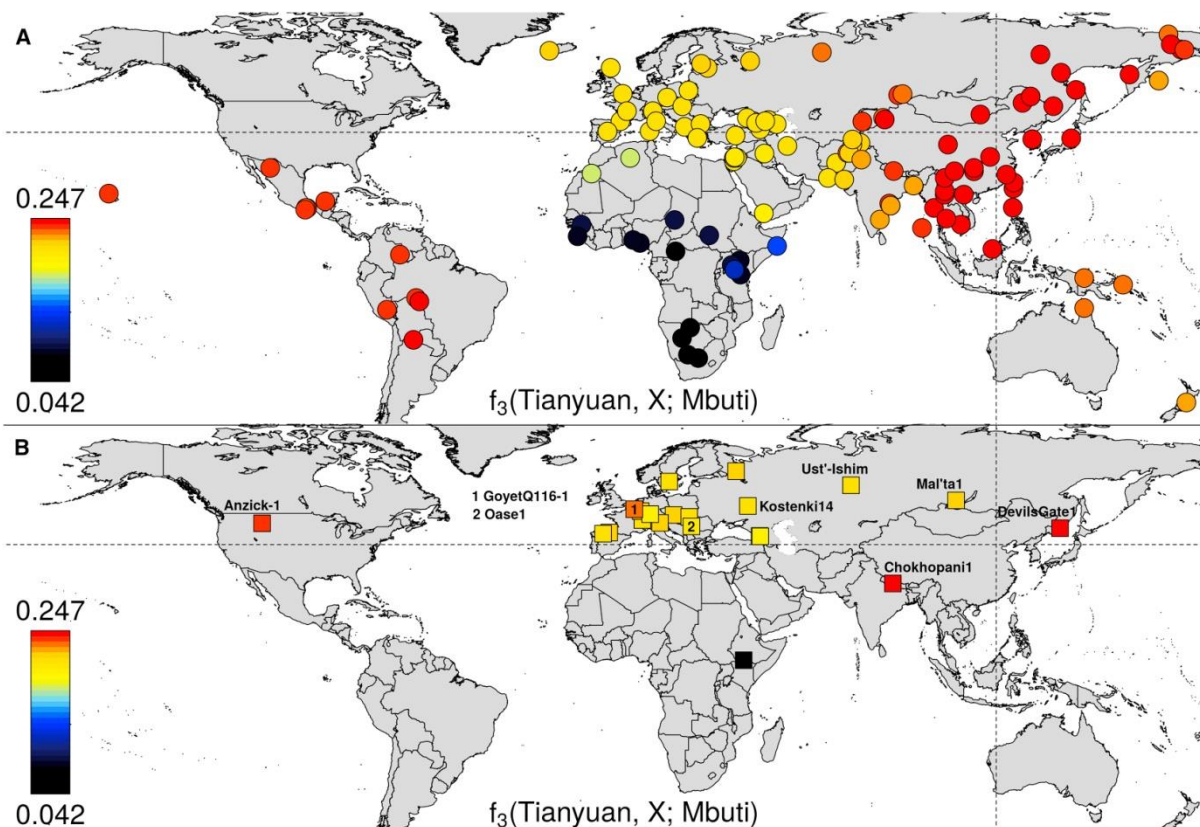 A
0.247
0.042
f₃(Tianyuan, X; Mbuti)
B
Anzick-1
1 GoyetQ116-1
2 Oase1
1
2
Ust'-Ishim
Kostenki14
Mal'ta1
DevilsGate1
Chokhopani1
0.247
0.042
f₃(Tianyuan, X; Mbuti)